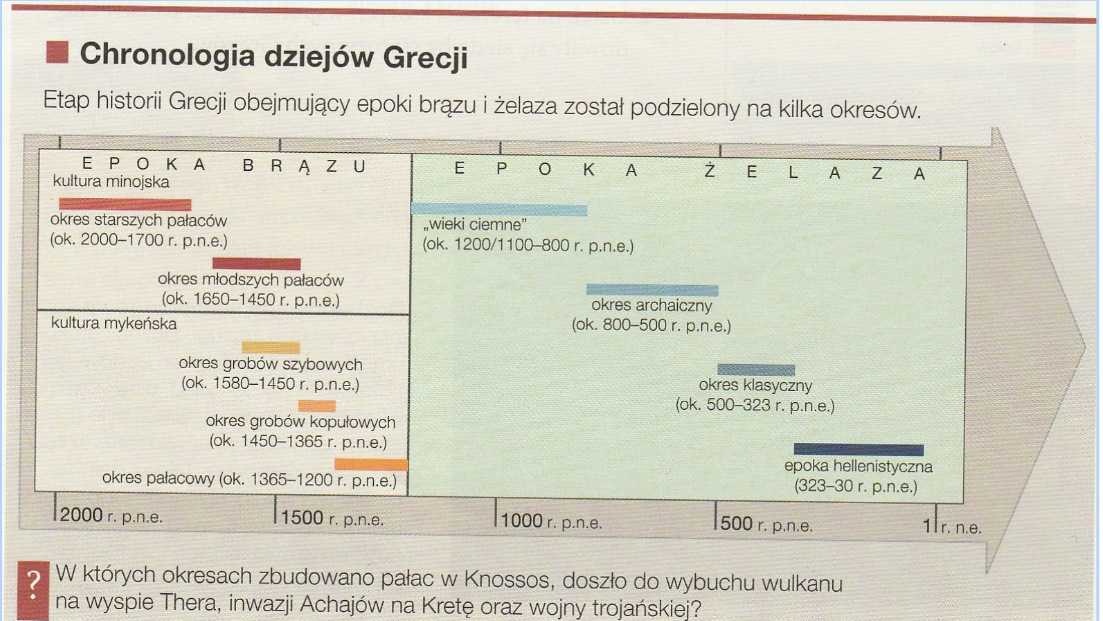 Chronologia dziejów Grecji
Etap historii Grecji obejmujący epoki brązu i żelaza został podzielony na kilka okresów.
EPOKA BRĄZU
EPOKA ŻELAZA
kultura minojska
okres starszych pałaców
(ok. 2000–1700 r. p.n.e.)
okres młodszych pałaców
(ok. 1650–1450 r. p.n.e.)
kultura mykeńska
okres grobów szybowych
(ok. 1580–1450 r. p.n.e.)
okres grobów kopułowych
(ok. 1450–1365 r. p.n.e.)
okres pałacowy (ok. 1365–1200 r. p.n.e.)
„wieki ciemne”
(ok. 1200/1100–800 r. p.n.e.)
okres archaiczny
(ok. 800–500 r. p.n.e.)
okres klasyczny
(ok. 500–323 r. p.n.e.)
epoka hellenistyczna
(323–30 r. p.n.e.)
2000 r. p.n.e.
1500 r. p.n.e.
1000 r. p.n.e.
500 r. p.n.e.
1 r. n.e.
? W których okresach zbudowano pałac w Knossos, doszło do wybuchu wulkanu
na wyspie Thera, inwazji Achajów na Kretę oraz wojny trojańskiej?